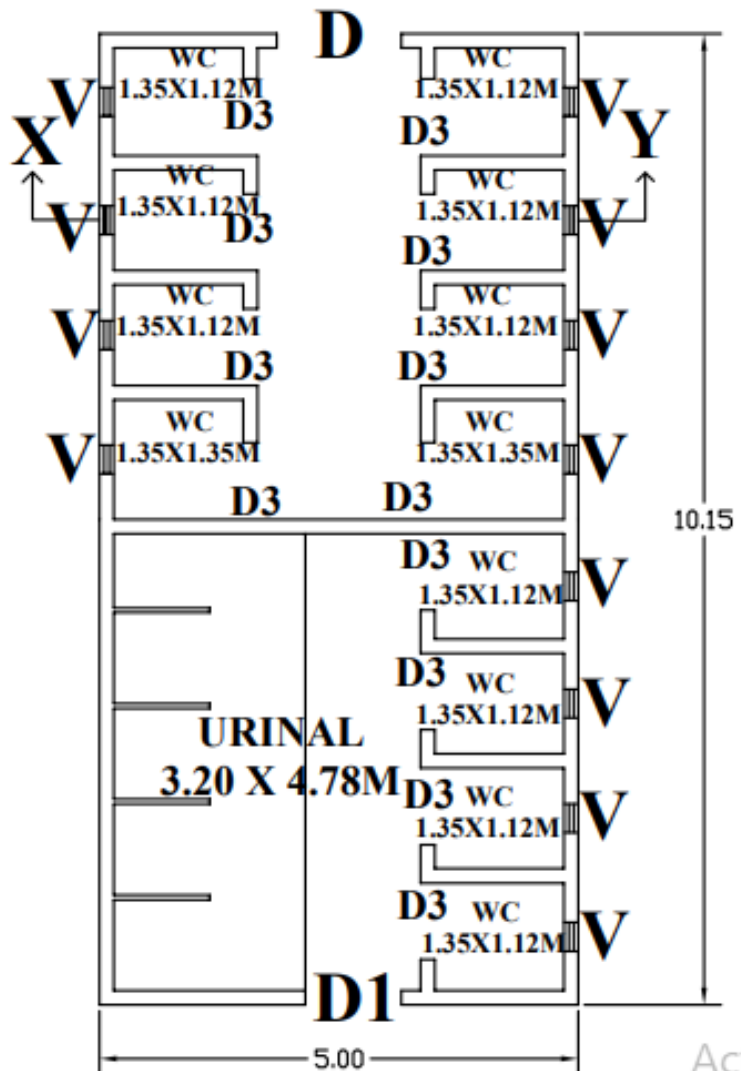 D
WC
1.35X1.12M
D3
V
WC
1.35X1.12M
D3
V
X
Y
WC
1.35X1.12M
D3
V
WC
1.35X1.12M
D3
V
WC
1.35X1.12M
D3
V
WC
1.35X1.12M
D3
V
WC
1.35X1.35M
D3
V
WC
1.35X1.35M
D3
V
10.15
D3
WC
1.35X1.12M
V
D3
WC
1.35X1.12M
V
URINAL
3.20 X 4.78M
D3
WC
1.35X1.12M
V
D3
WC
1.35X1.12M
V
D1
5.00
Ac